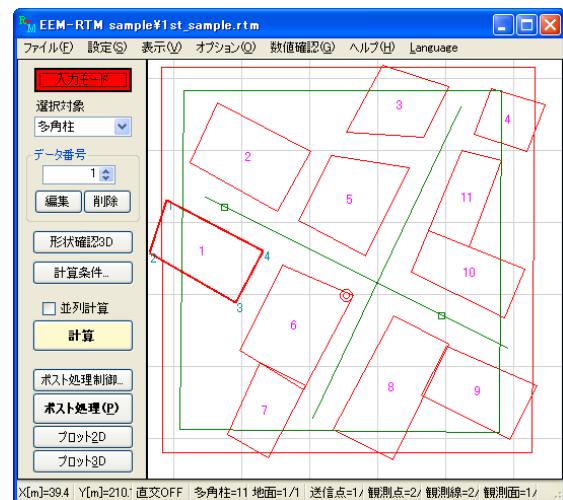 EEM-RTM sample¥1st_sample.rtm
ファイル(F) 設定(S) 表示(V) オプション(O) 数値確認(G) ヘルプ(H) Language
入力モード
選択対象
多角柱
データ番号
1
編集 削除
形状確認3D
計算条件...
並列計算
計算
ポスト処理制御...
ポスト処理(P)
プロット2D
プロット3D
3
4
2
5
11
1
1
4
2
3
10
6
8
9
7
X[m]=39.4 Y[m]=210. 直交OFF 多角柱=11 地面=1/1 送信点=1/ 観測点=2/ 観測線=2/ 観測面=1/